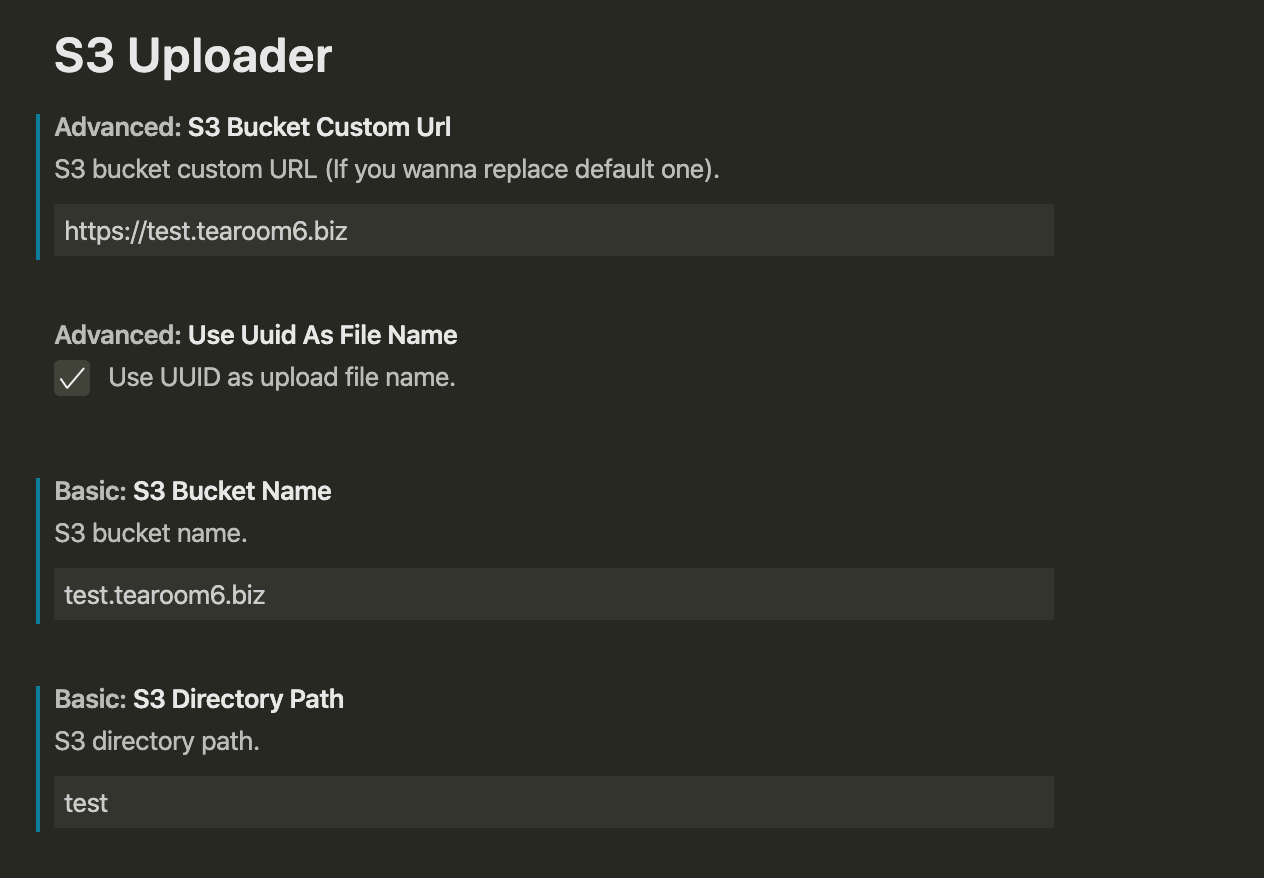 S3 Uploader
Advanced: S3 Bucket Custom Url
S3 bucket custom URL (If you wanna replace default one).
https://test.tearoom6.biz
Advanced: Use Uuid As File Name
Use UUID as upload file name.
Basic: S3 Bucket Name
S3 bucket name.
test.tearoom6.biz
Basic: S3 Directory Path
S3 directory path.
test